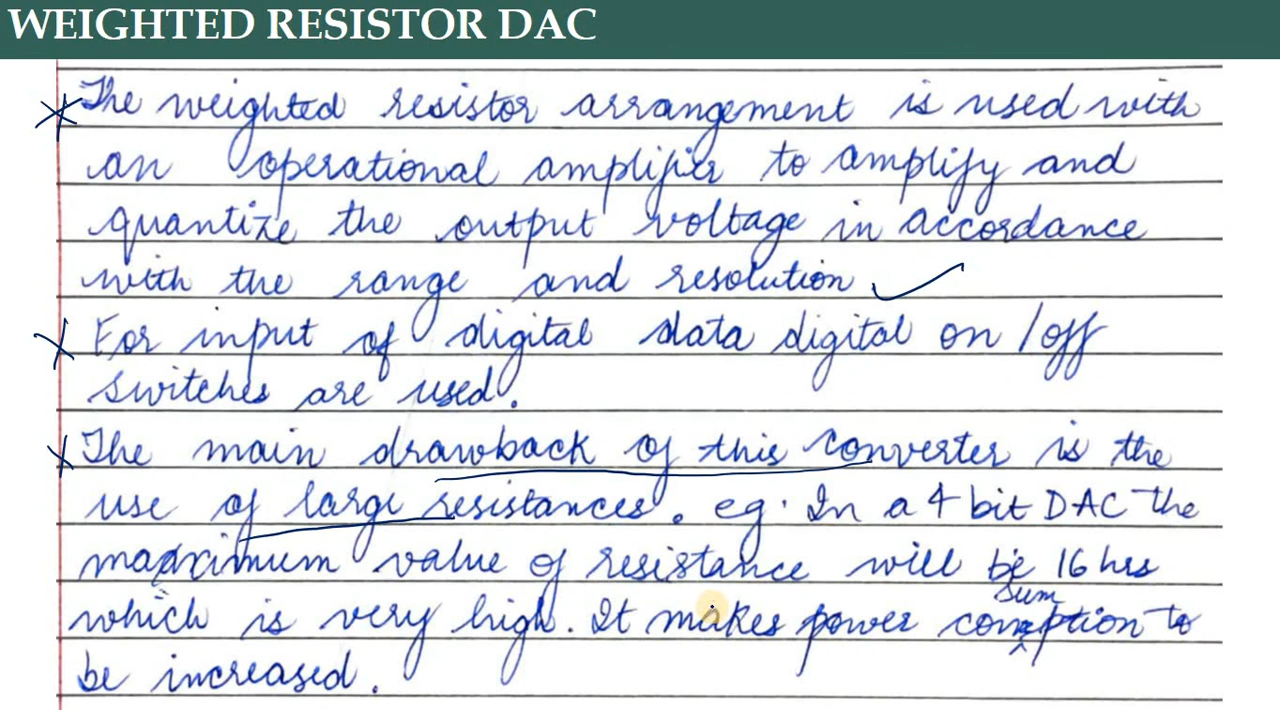 WEIGHTED RESISTOR DAC
The weighted resistor arrangement is used with
an operational amplifier to amplify and
quantize the output voltage in accordance
with the range and resolution
For input of digital data digital on /off
switches are used.
The main drawback of this converter is the
use of large resistances. eg. In a 4 bit DAC the
maximum value of resistance will be 16 hrs
which is very high. It makes power consumption to
be increased.